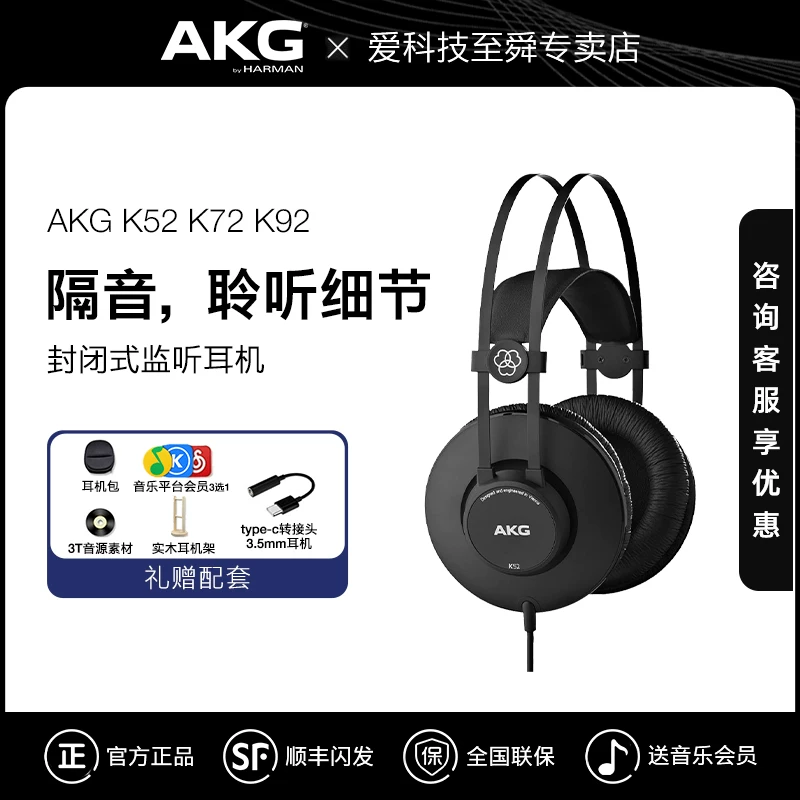 AKG × 爱科技至舜专卖店
by HARMAN
AKG K52 K72 K92
隔音，聆听细节
封闭式监听耳机
咨询客服享优惠
耳机包
音乐平台会员3选1
3T音源素材
实木耳机架
type-c转接头
3.5mm耳机
礼赠配套
Designed and engineered in Vienna
AKG
K52
正 官方正品
SF 顺丰闪发
保 全国联保
送音乐会员